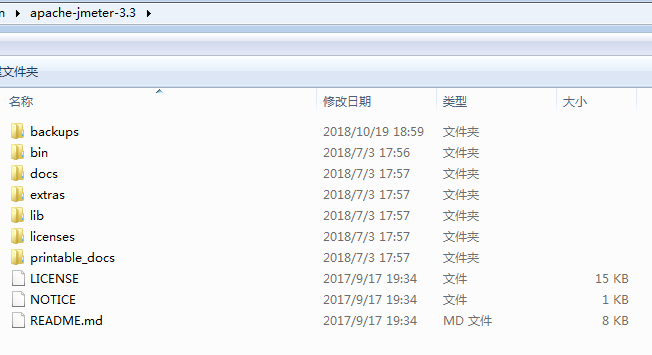 n ▸ apache-jmeter-3.3 ▸
文件夹
名称 修改日期 类型 大小
backups 2018/10/19 18:59 文件夹
bin 2018/7/3 17:56 文件夹
docs 2018/7/3 17:57 文件夹
extras 2018/7/3 17:57 文件夹
lib 2018/7/3 17:57 文件夹
licenses 2018/7/3 17:57 文件夹
printable_docs 2018/7/3 17:57 文件夹
LICENSE 2017/9/17 19:34 文件 15 KB
NOTICE 2017/9/17 19:34 文件 1 KB
README.md 2017/9/17 19:34 MD 文件 8 KB